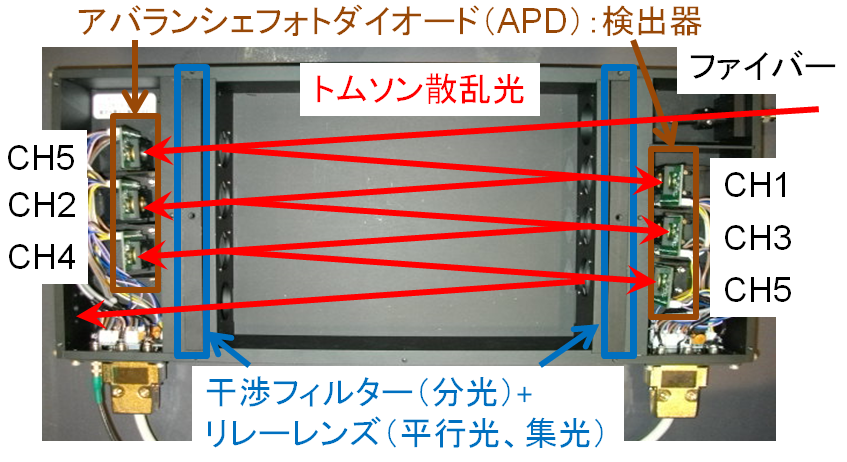 アバランシェフォトダイオード（APD）：検出器
ファイバー
トムソン散乱光
CH5
CH2
CH4
CH1
CH3
CH5
干渉フィルター（分光）+
リレーレンズ（平行光、集光）